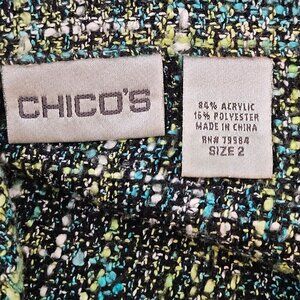 CHICO'S
84% ACRYLIC
16% POLYESTER
MADE IN CHINA
RN# 79984
SIZE 2